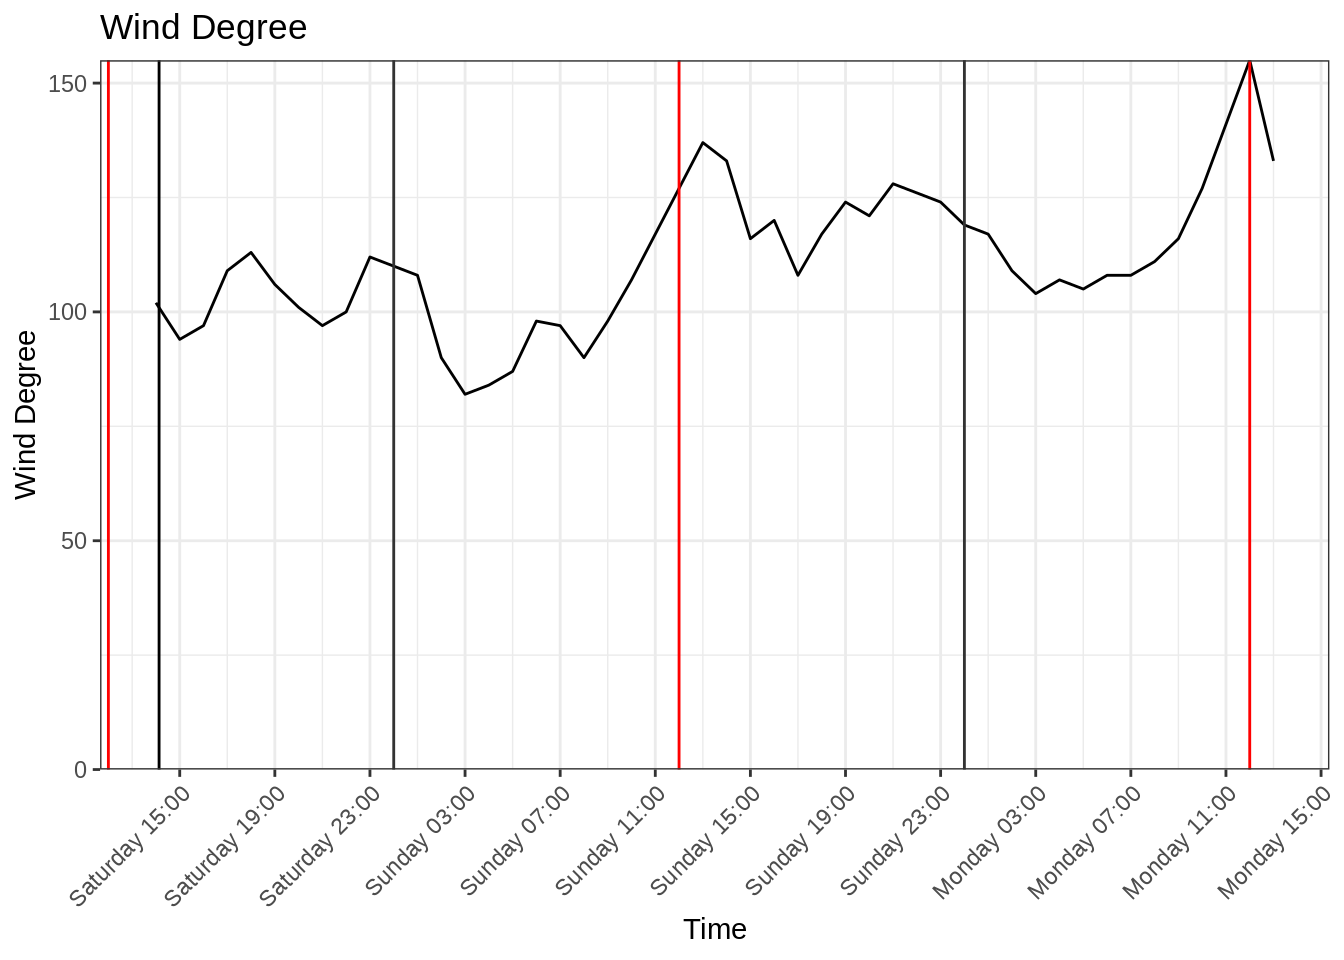 Wind Degree
Wind Degree
150
100
50
0
Saturday 15:00
Saturday 19:00
Saturday 23:00
Sunday 03:00
Sunday 07:00
Sunday 11:00
Sunday 15:00
Sunday 19:00
Sunday 23:00
Monday 03:00
Monday 07:00
Monday 11:00
Monday 15:00
Time